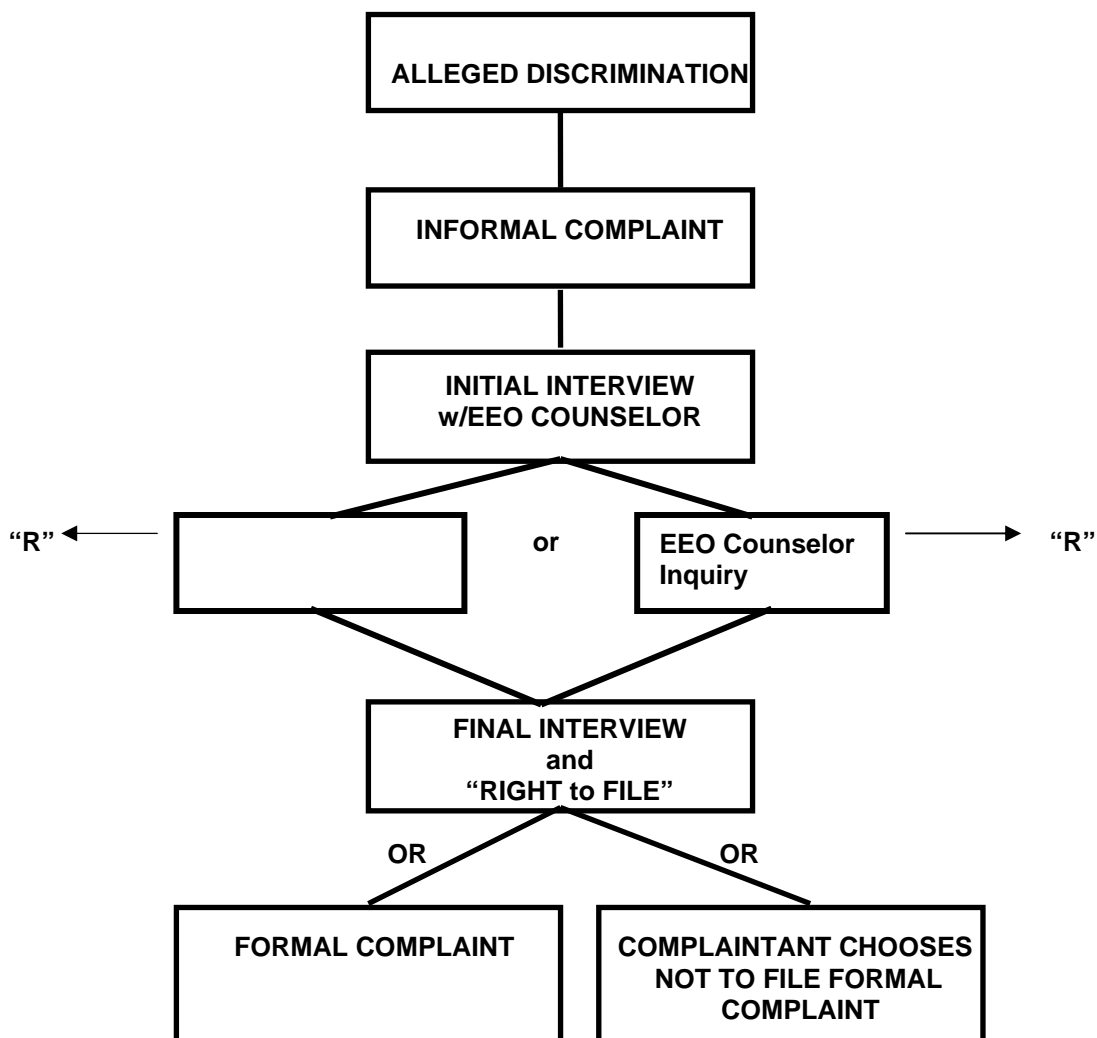 ALLEGED DISCRIMINATION
INFORMAL COMPLAINT
INITIAL INTERVIEW
w/EEO COUNSELOR
“R”
or
EEO Counselor
Inquiry
“R”
FINAL INTERVIEW
and
“RIGHT to FILE”
OR
OR
FORMAL COMPLAINT
COMPLAINANT CHOOSES
NOT TO FILE FORMAL
COMPLAINT